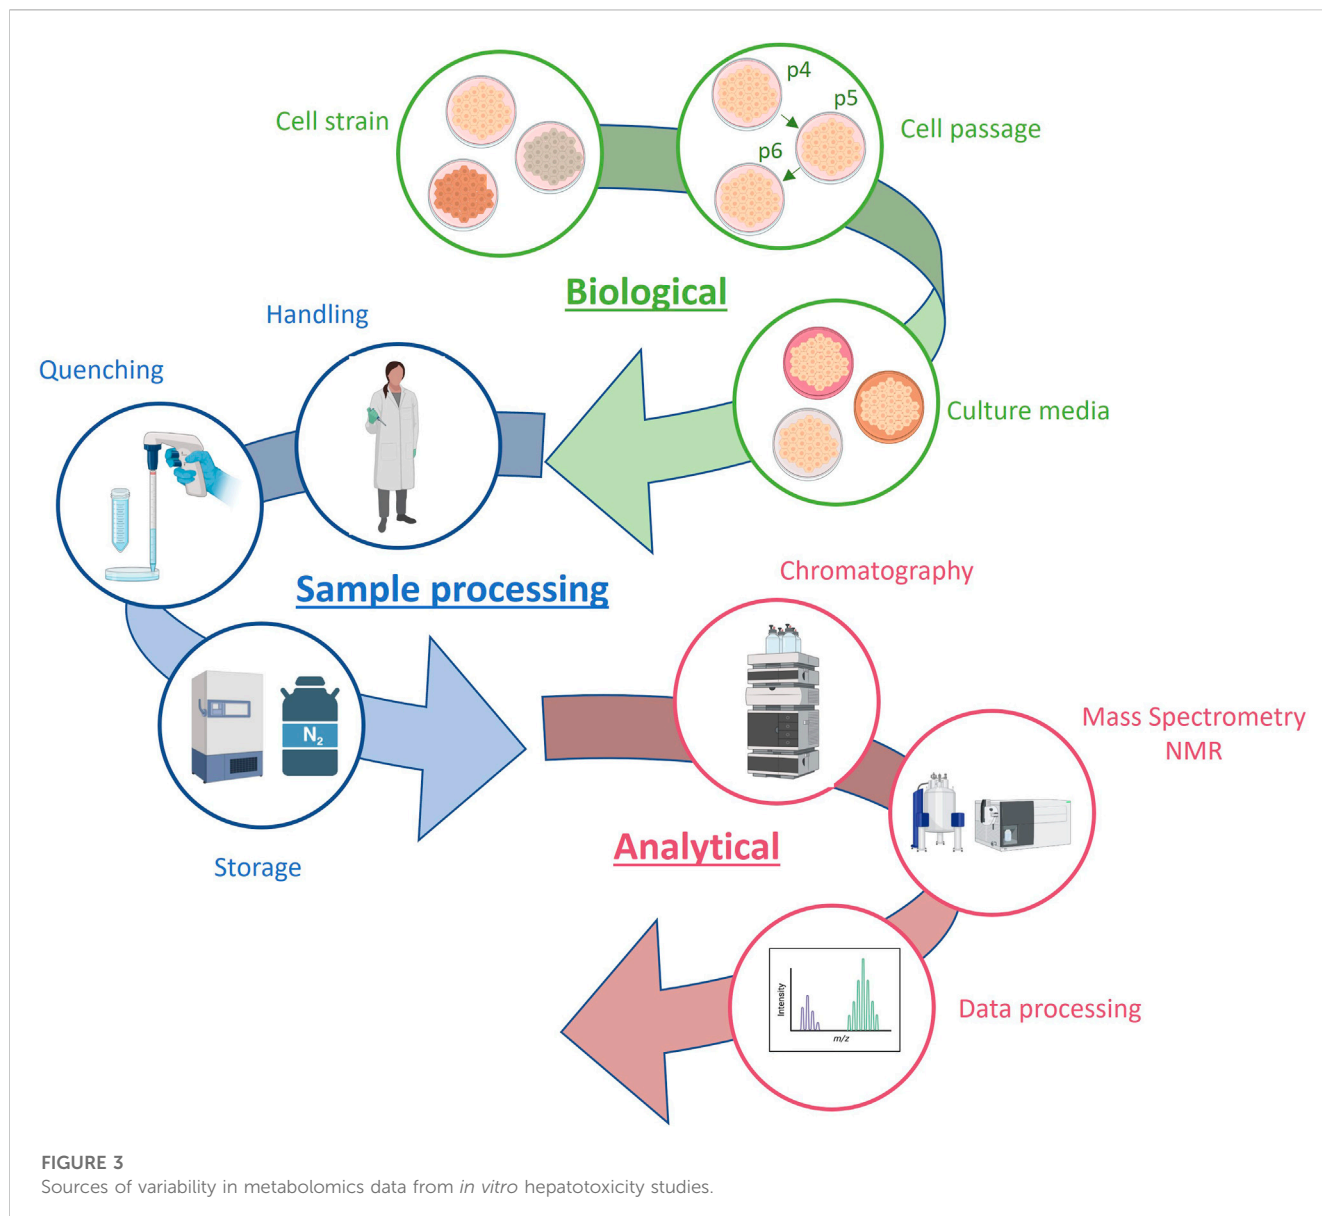 Cell strain
p4
p5
p6
Cell passage
Biological
Culture media
Handling
Quenching
Sample processing
N2
Storage
Chromatography
Mass Spectrometry
NMR
Analytical
Intensity
m/z
Data processing
FIGURE 3
Sources of variability in metabolomics data from in vitro hepatotoxicity studies.